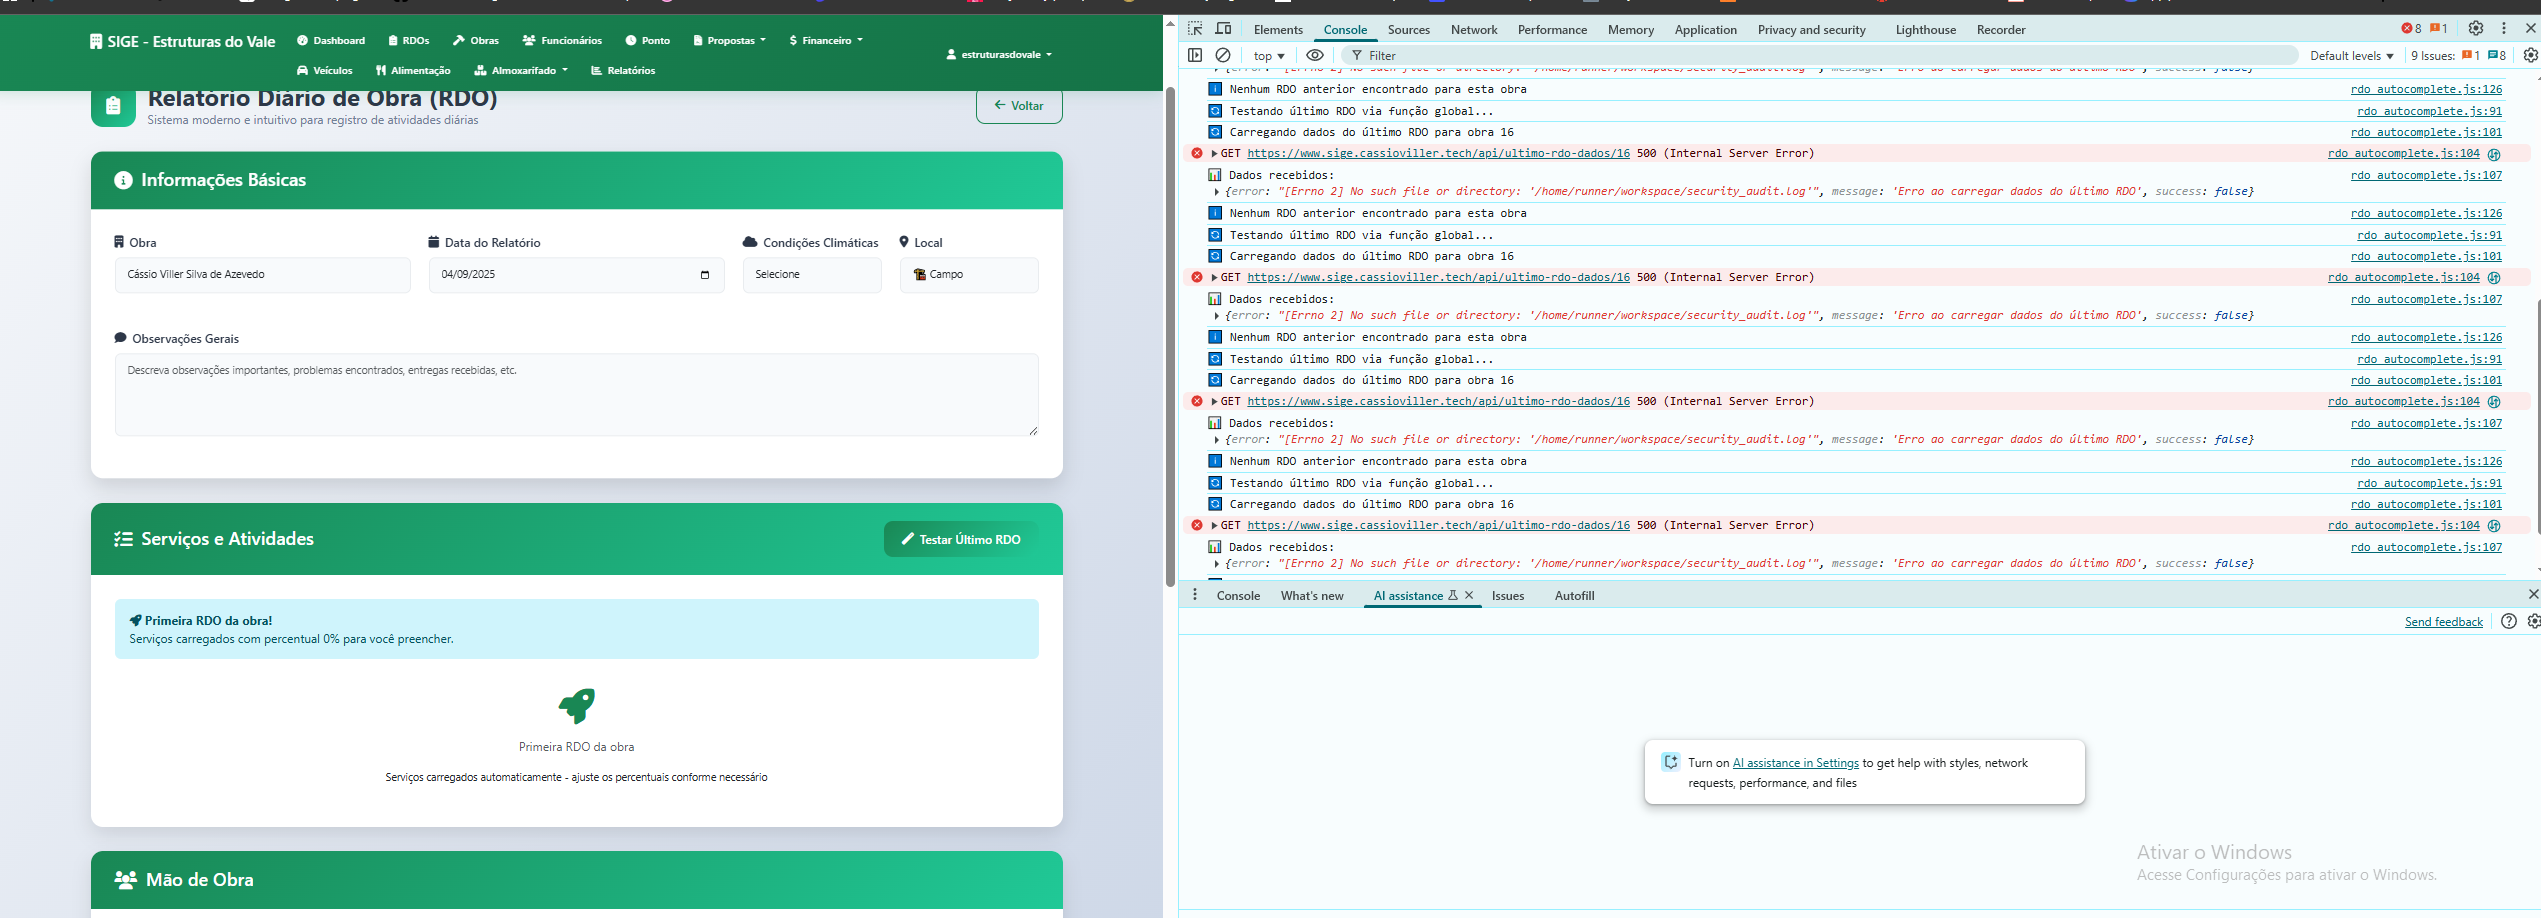 SIGE - Estruturas do Vale
Dashboard
RDOs
Obras
Funcionários
Ponto
Propostas
$ Financeiro
Veículos
Alimentação
Almoxarifado
Relatórios
estruturasdovale
Relatório Diário de Obra (RDO)
Sistema moderno e intuitivo para registro de atividades diárias
Voltar
Informações Básicas
Obra
Data do Relatório
Condições Climáticas
Local
Cássio Viller Silva de Azevedo
04/09/2025
Selecione
Campo
Observações Gerais
Descreva observações importantes, problemas encontrados, entregas recebidas, etc.
Serviços e Atividades
Testar Último RDO
Primeira RDO da obra!
Serviços carregados com percentual 0% para você preencher.
Primeira RDO da obra
Serviços carregados automaticamente - ajuste os percentuais conforme necessário
Mão de Obra
Elements Console Sources Network Performance Memory Application Privacy and security Lighthouse Recorder 8 1
top Filter Default levels 9 Issues: 1 8
{error: "[Errno 2] No such file or directory: '/home/runner/workspace/security_audit.log'", message: 'Erro ao carregar dados do último RDO', success: false}
Nenhum RDO anterior encontrado para esta obra rdo_autocomplete.js:126
Testando último RDO via função global... rdo_autocomplete.js:91
Carregando dados do último RDO para obra 16 rdo_autocomplete.js:101
GET https://www.sige.cassioviller.tech/api/ultimo-rdo-dados/16 500 (Internal Server Error) rdo_autocomplete.js:104
Dados recebidos: rdo_autocomplete.js:107
{error: "[Errno 2] No such file or directory: '/home/runner/workspace/security_audit.log'", message: 'Erro ao carregar dados do último RDO', success: false}
Nenhum RDO anterior encontrado para esta obra rdo_autocomplete.js:126
Testando último RDO via função global... rdo_autocomplete.js:91
Carregando dados do último RDO para obra 16 rdo_autocomplete.js:101
GET https://www.sige.cassioviller.tech/api/ultimo-rdo-dados/16 500 (Internal Server Error) rdo_autocomplete.js:104
Dados recebidos: rdo_autocomplete.js:107
{error: "[Errno 2] No such file or directory: '/home/runner/workspace/security_audit.log'", message: 'Erro ao carregar dados do último RDO', success: false}
Nenhum RDO anterior encontrado para esta obra rdo_autocomplete.js:126
Testando último RDO via função global... rdo_autocomplete.js:91
Carregando dados do último RDO para obra 16 rdo_autocomplete.js:101
GET https://www.sige.cassioviller.tech/api/ultimo-rdo-dados/16 500 (Internal Server Error) rdo_autocomplete.js:104
Dados recebidos: rdo_autocomplete.js:107
{error: "[Errno 2] No such file or directory: '/home/runner/workspace/security_audit.log'", message: 'Erro ao carregar dados do último RDO', success: false}
Nenhum RDO anterior encontrado para esta obra rdo_autocomplete.js:126
Testando último RDO via função global... rdo_autocomplete.js:91
Carregando dados do último RDO para obra 16 rdo_autocomplete.js:101
GET https://www.sige.cassioviller.tech/api/ultimo-rdo-dados/16 500 (Internal Server Error) rdo_autocomplete.js:104
Dados recebidos: rdo_autocomplete.js:107
{error: "[Errno 2] No such file or directory: '/home/runner/workspace/security_audit.log'", message: 'Erro ao carregar dados do último RDO', success: false}
Console What's new AI assistance Issues Autofill
Send feedback
Turn on AI assistance in Settings to get help with styles, network
requests, performance, and files
Ativar o Windows
Acesse Configurações para ativar o Windows.